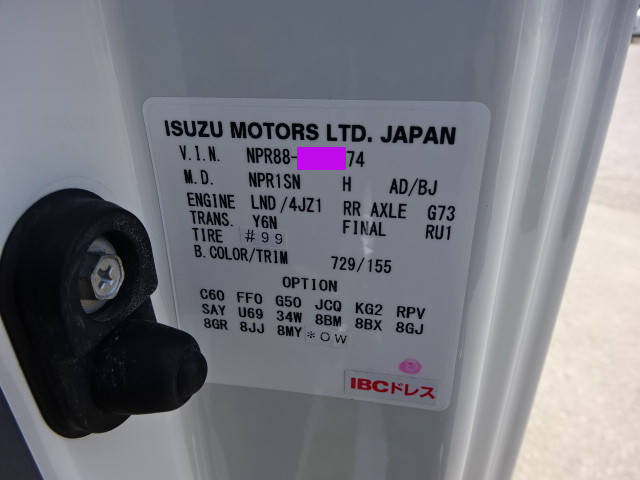 ISUZU MOTORS LTD. JAPAN
V.I.N. NPR88- 74
M.D. NPR1SN H AD/BJ
ENGINE LND/4JZ1 RR AXLE G73
TRANS. Y6N FINAL RU1
TIRE #99
B.COLOR/TRIM 729/155
OPTION
C60 FF0 G50 JCQ KG2 RPV
SAY U69 34W 8BM 8BX 8GJ
8GR 8JJ 8MY *OW
IBCドレス